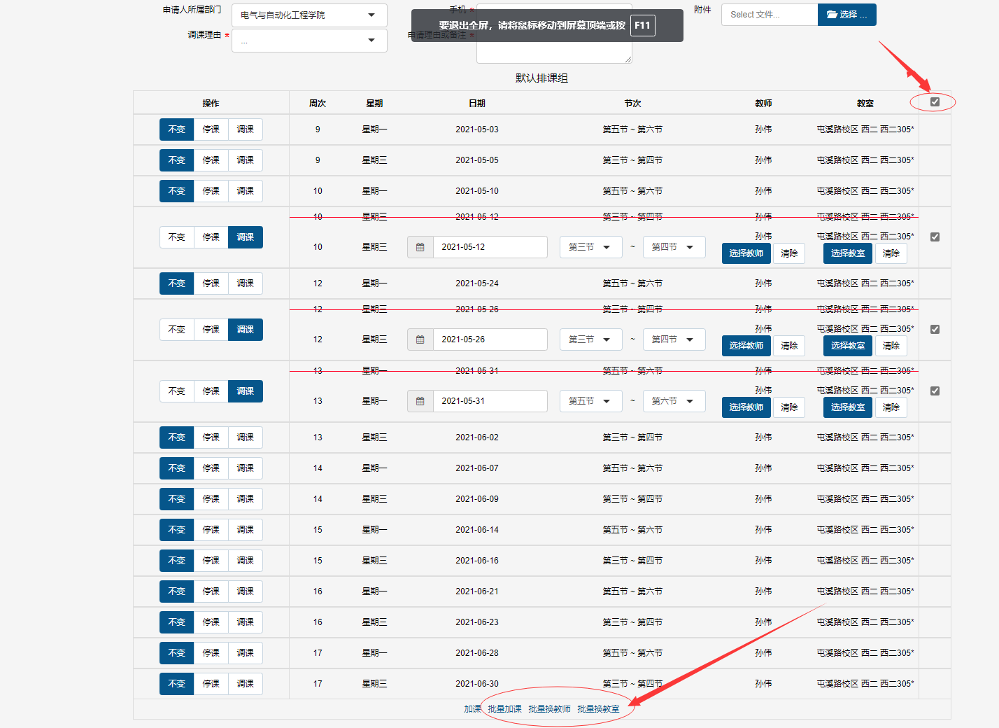 申请人所属部门 电气与自动化工程学院 手机 * 附件 Select 文件... 选择 ...
要退出全屏，请将鼠标移动到屏幕顶端或按 F11
调课理由 * ... 申请理由或备注 *
默认排课组
操作 周次 星期 日期 节次 教师 教室
不变 停课 调课 9 星期一 2021-05-03 第五节 ~ 第六节 孙伟 屯溪路校区 西二 西二305*
不变 停课 调课 9 星期三 2021-05-05 第三节 ~ 第四节 孙伟 屯溪路校区 西二 西二305*
不变 停课 调课 10 星期一 2021-05-10 第五节 ~ 第六节 孙伟 屯溪路校区 西二 西二305*
10 星期三 2021-05-12 第三节 ~ 第四节 孙伟 屯溪路校区 西二 西二305*
孙伟 屯溪路校区 西二 西二305*
不变 停课 调课 10 星期三 2021-05-12 第三节 ~ 第四节
选择教师 清除 选择教室 清除
不变 停课 调课 12 星期一 2021-05-24 第五节 ~ 第六节 孙伟 屯溪路校区 西二 西二305*
12 星期三 2021-05-26 第三节 ~ 第四节 孙伟 屯溪路校区 西二 西二305*
孙伟 屯溪路校区 西二 西二305*
不变 停课 调课 12 星期三 2021-05-26 第三节 ~ 第四节
选择教师 清除 选择教室 清除
13 星期一 2021-05-31 第五节 ~ 第六节 孙伟 屯溪路校区 西二 西二305*
孙伟 屯溪路校区 西二 西二305*
不变 停课 调课 13 星期一 2021-05-31 第五节 ~ 第六节
选择教师 清除 选择教室 清除
不变 停课 调课 13 星期三 2021-06-02 第三节 ~ 第四节 孙伟 屯溪路校区 西二 西二305*
不变 停课 调课 14 星期一 2021-06-07 第五节 ~ 第六节 孙伟 屯溪路校区 西二 西二305*
不变 停课 调课 14 星期三 2021-06-09 第三节 ~ 第四节 孙伟 屯溪路校区 西二 西二305*
不变 停课 调课 15 星期一 2021-06-14 第五节 ~ 第六节 孙伟 屯溪路校区 西二 西二305*
不变 停课 调课 15 星期三 2021-06-16 第三节 ~ 第四节 孙伟 屯溪路校区 西二 西二305*
不变 停课 调课 16 星期一 2021-06-21 第五节 ~ 第六节 孙伟 屯溪路校区 西二 西二305*
不变 停课 调课 16 星期三 2021-06-23 第三节 ~ 第四节 孙伟 屯溪路校区 西二 西二305*
不变 停课 调课 17 星期一 2021-06-28 第五节 ~ 第六节 孙伟 屯溪路校区 西二 西二305*
不变 停课 调课 17 星期三 2021-06-30 第三节 ~ 第四节 孙伟 屯溪路校区 西二 西二305*
加课 批量加课 批量换教师 批量换教室